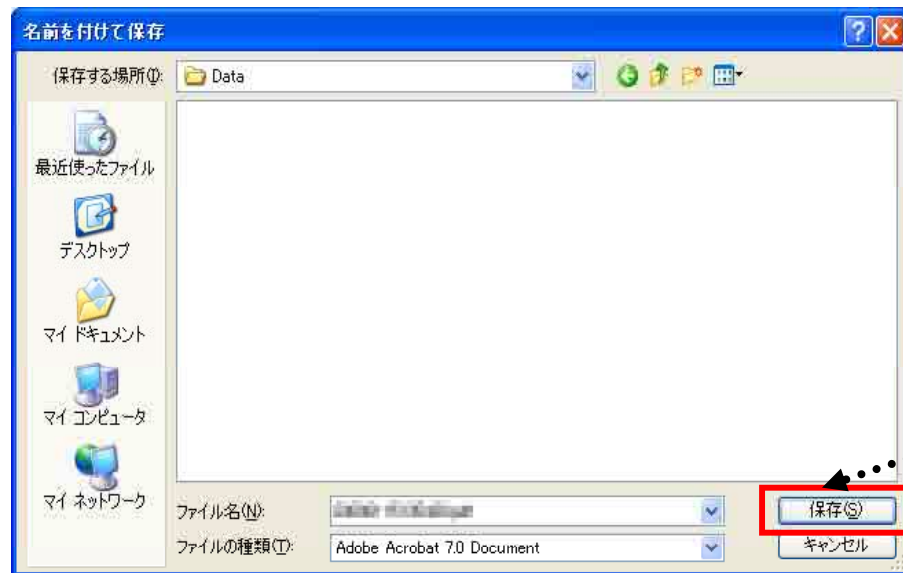 名前を付けて保存
保存する場所(I):
Data
最近使ったファイル
デスクトップ
マイ ドキュメント
マイ コンピュータ
マイ ネットワーク
ファイル名(N):
保存(S)
ファイルの種類(T):
Adobe Acrobat 7.0 Document
キャンセル